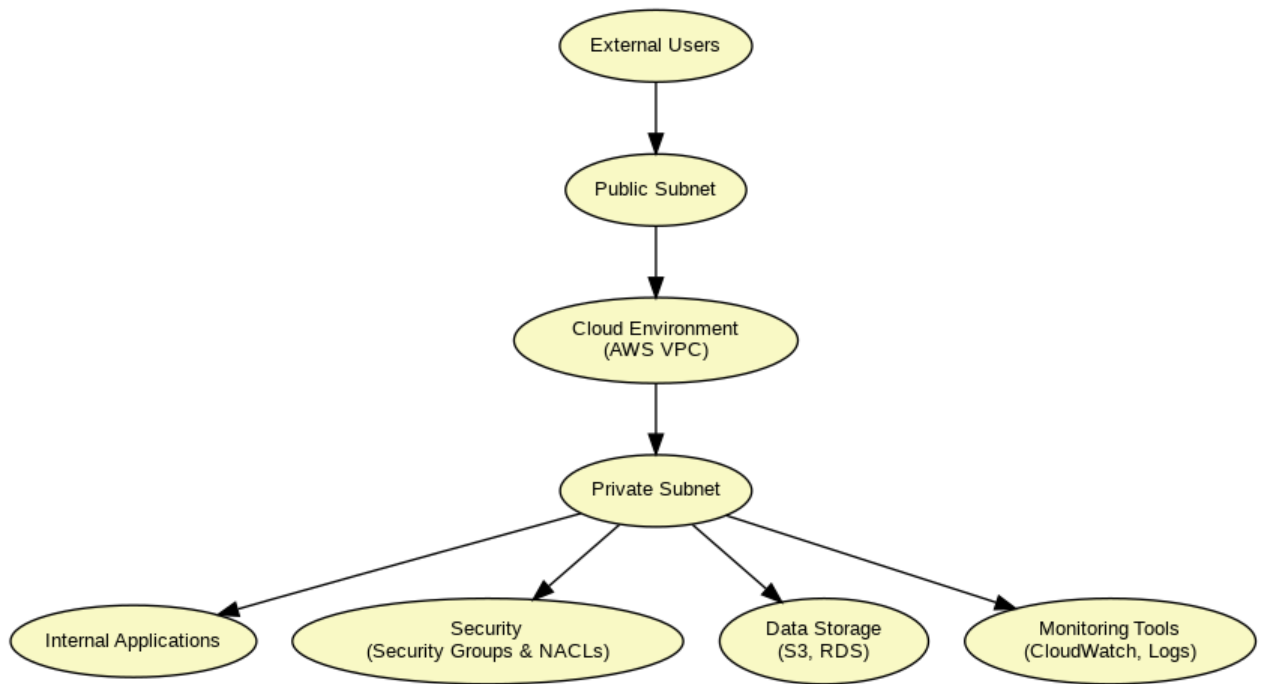 External Users
Public Subnet
Cloud Environment
(AWS VPC)
Private Subnet
Internal Applications
Security
(Security Groups & NACLs)
Data Storage
(S3, RDS)
Monitoring Tools
(CloudWatch, Logs)